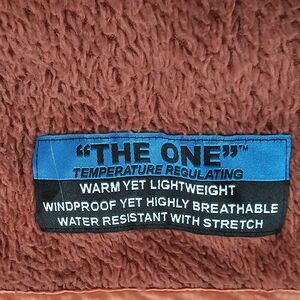 “THE ONE”™
TEMPERATURE REGULATING
WARM YET LIGHTWEIGHT
WINDPROOF YET HIGHLY BREATHABLE
WATER RESISTANT WITH STRETCH